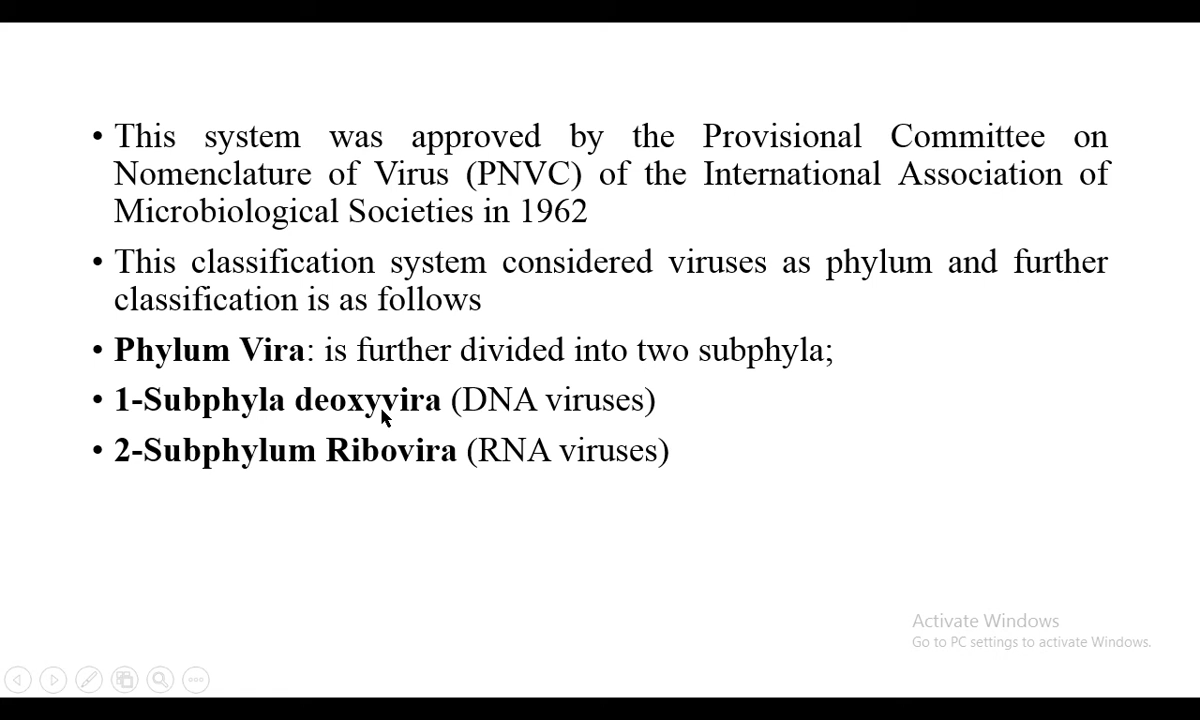 • This system was approved by the Provisional Committee on
Nomenclature of Virus (PNVC) of the International Association of
Microbiological Societies in 1962
• This classification system considered viruses as phylum and further
classification is as follows
• Phylum Vira: is further divided into two subphyla;
• 1-Subphyla deoxyvira (DNA viruses)
• 2-Subphylum Ribovira (RNA viruses)
Activate Windows
Go to PC settings to activate Windows.